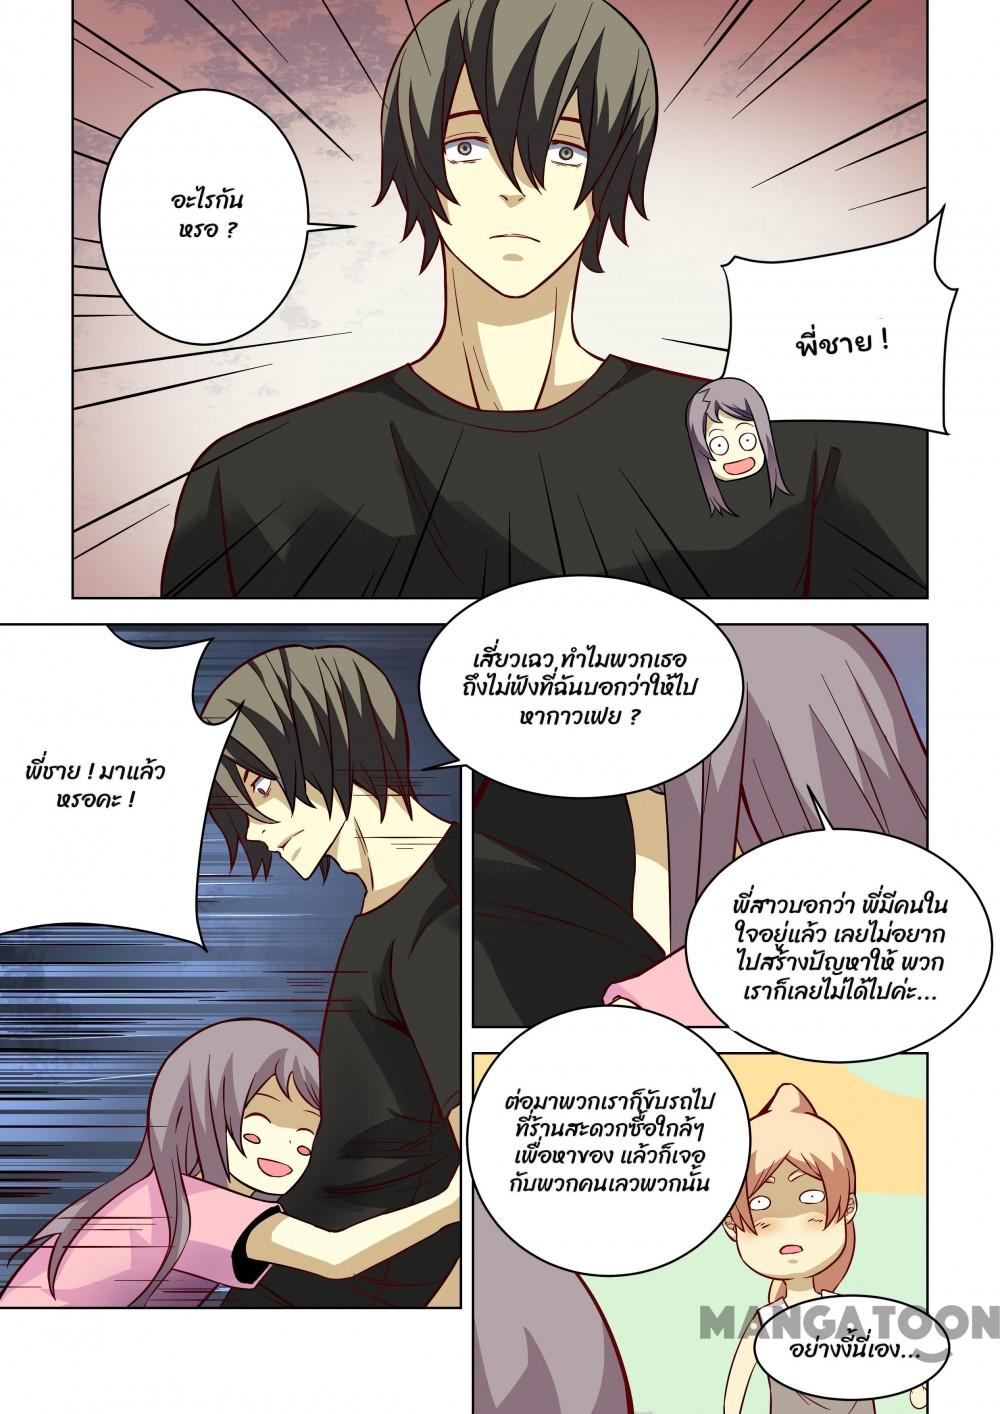 อะไรกัน
หรอ ?
พี่ชาย !
เสี่ยวเฉว ทำไมพวกเธอ
ถึงไม่ฟังที่ฉันบอกว่าให้ไป
หากาวเฟย ?
พี่ชาย ! มาแล้ว
หรอคะ !
พี่สาวบอกว่า พี่มีคนใน
ใจอยู่แล้ว เลยไม่อยาก
ไปสร้างปัญหาให้ พวก
เราก็เลยไม่ได้ไปค่ะ...
ต่อมาพวกเราก็ขับรถไป
ที่ร้านสะดวกซื้อใกล้ๆ
เพื่อหาของ แล้วก็เจอ
กับพวกคนเลวพวกนั้น
MANGATOON
อย่างงี้นี่เอง...